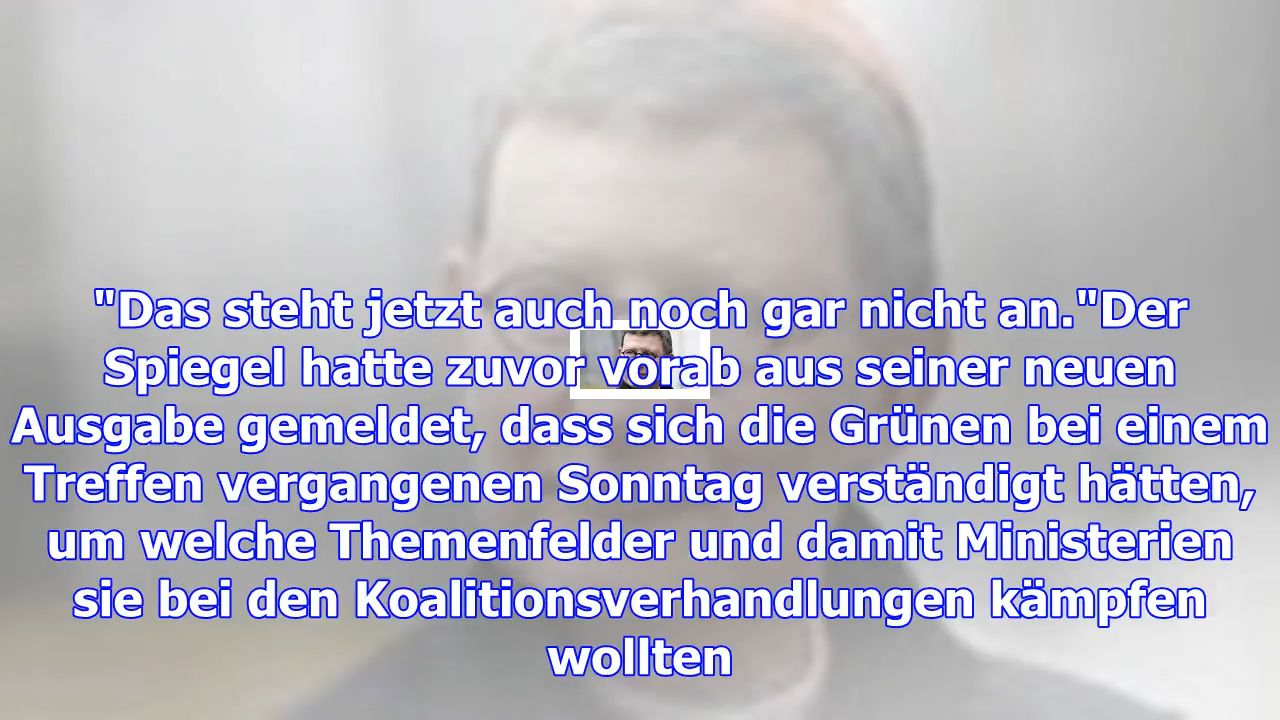 "Das steht jetzt auch noch gar nicht an."Der
Spiegel hatte zuvor vorab aus seiner neuen
Ausgabe gemeldet, dass sich die Grünen bei einem
Treffen vergangenen Sonntag verständigt hätten,
um welche Themenfelder und damit Ministerien
sie bei den Koalitionsverhandlungen kämpfen
wollten